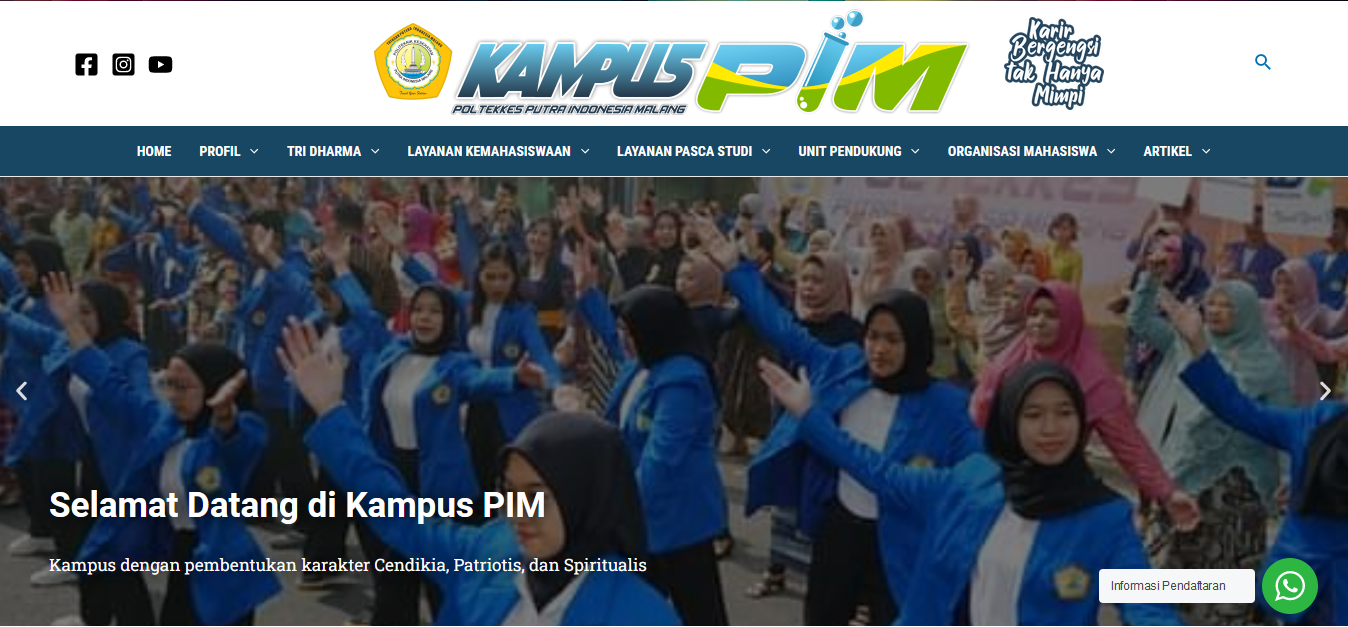 KAMPUS PIM
POLTEKKES PUTRA INDONESIA MALANG
Karir
Bergengsi
tak Hanya
Mimpi
HOME PROFIL TRI DHARMA LAYANAN KEMAHASISWAAN LAYANAN PASCA STUDI UNIT PENDUKUNG ORGANISASI MAHASISWA ARTIKEL
Selamat Datang di Kampus PIM
Kampus dengan pembentukan karakter Cendikia, Patriotis, dan Spiritualis
Informasi Pendaftaran